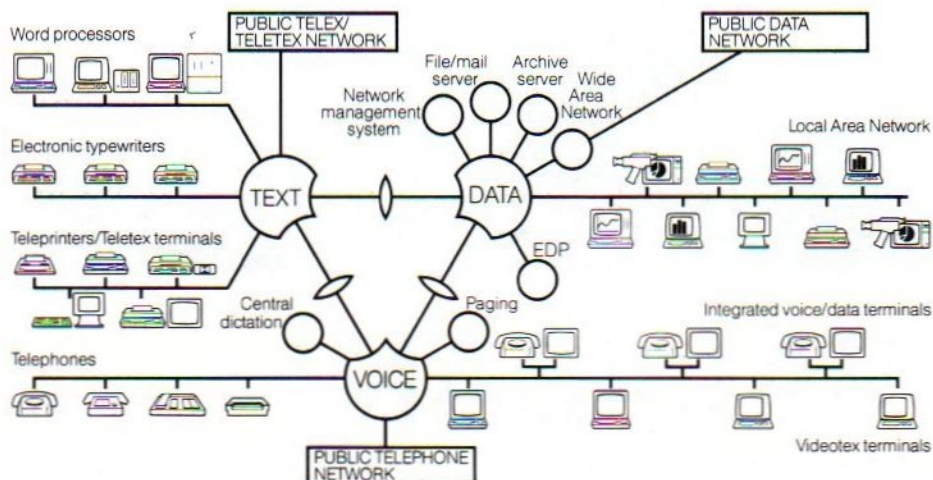 Word processors
PUBLIC TELEX/
TELETEX NETWORK
PUBLIC DATA
NETWORK
File/mail
server
Archive
server
Wide
Area
Network
Network
management
system
Local Area Network
Electronic typewriters
TEXT
DATA
Teleprinters/Teletex terminals
EDP
Central
dictation
Paging
Integrated voice/data terminals
Telephones
VOICE
Videotex terminals
PUBLIC TELEPHONE
NETWORK